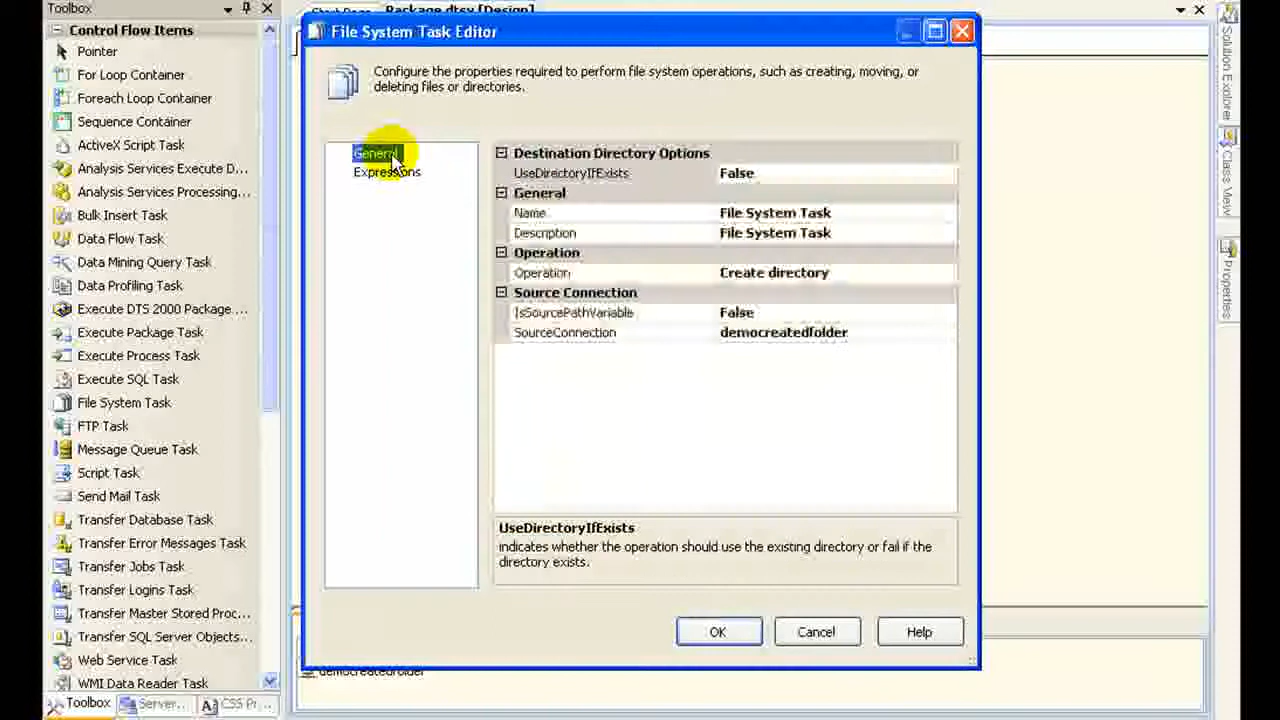 Toolbox
Package.dtsx [Design]
Control Flow Items
Pointer
For Loop Container
Foreach Loop Container
Sequence Container
ActiveX Script Task
Analysis Services Execute D...
Analysis Services Processing...
Bulk Insert Task
Data Flow Task
Data Mining Query Task
Data Profiling Task
Execute DTS 2000 Package ...
Execute Package Task
Execute Process Task
Execute SQL Task
File System Task
FTP Task
Message Queue Task
Script Task
Send Mail Task
Transfer Database Task
Transfer Error Messages Task
Transfer Jobs Task
Transfer Logins Task
Transfer Master Stored Proc...
Transfer SQL Server Objects...
Web Service Task
WMI Data Reader Task
Toolbox
Server...
CSS Pr...
File System Task Editor
Configure the properties required to perform file system operations, such as creating, moving, or
deleting files or directories.
General
Expressions
Destination Directory Options
UseDirectoryIfExists False
General
Name File System Task
Description File System Task
Operation
Operation Create directory
Source Connection
IsSourcePathVariable False
SourceConnection democreatedfolder
UseDirectoryIfExists
indicates whether the operation should use the existing directory or fail if the
directory exists.
OK
Cancel
Help
democreatedfolder
Solution Explorer
Class View
Properties